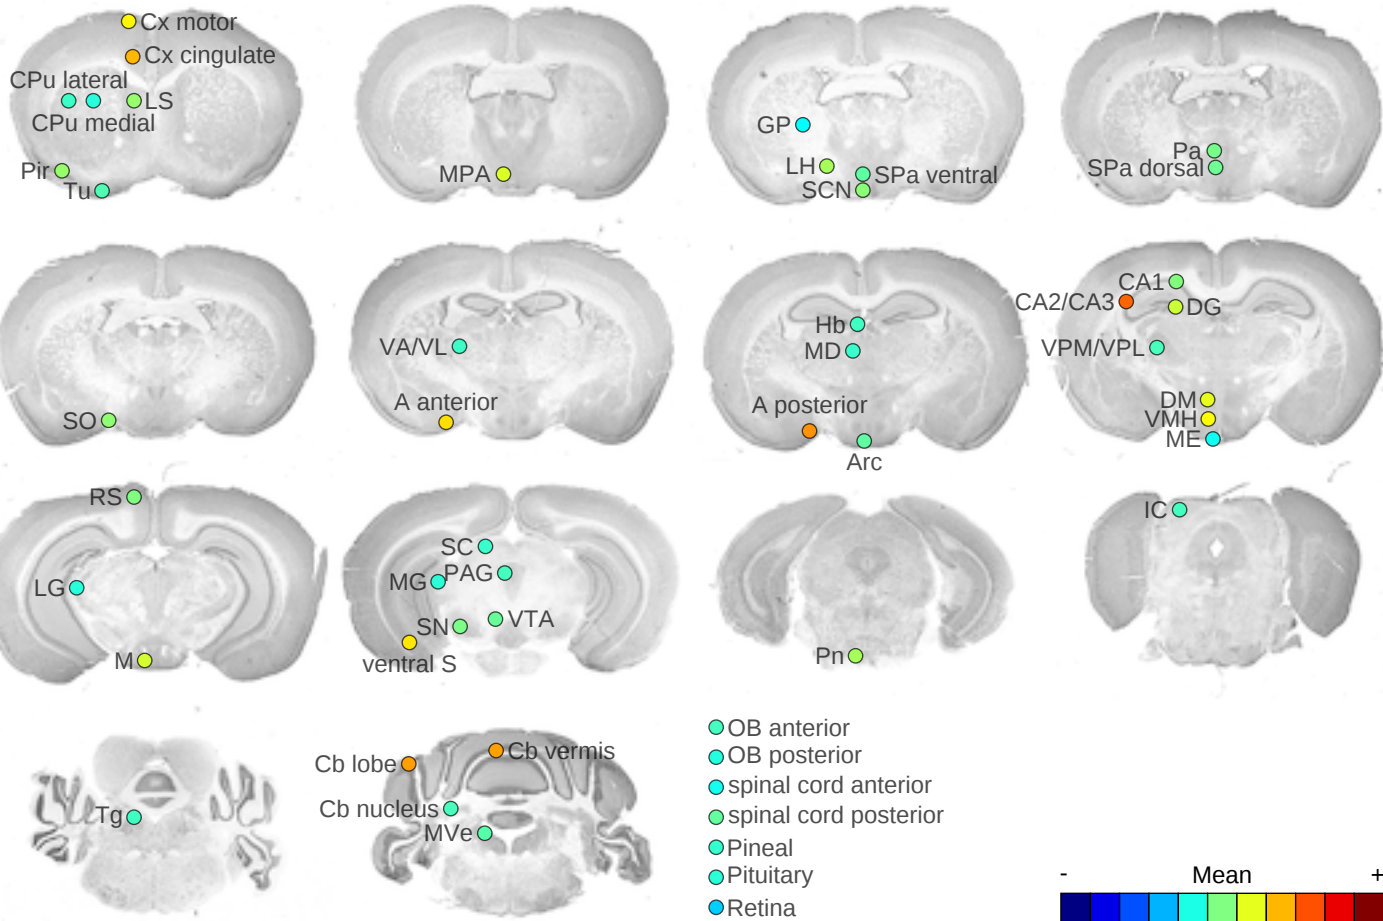 Cx motor
Cx cingulate
CPu lateral
LS
CPu medial
Pir
Tu
MPA
GP
LH
SPa ventral
SCN
Pa
SPa dorsal
SO
VA/VL
A anterior
Hb
MD
A posterior
Arc
CA1
CA2/CA3
DG
VPM/VPL
DM
VMH
ME
RS
LG
M
SC
MG
PAG
SN
VTA
ventral S
Pn
IC
Tg
Cb lobe
Cb vermis
Cb nucleus
MVe
OB anterior
OB posterior
spinal cord anterior
spinal cord posterior
Pineal
Pituitary
Retina
- Mean +